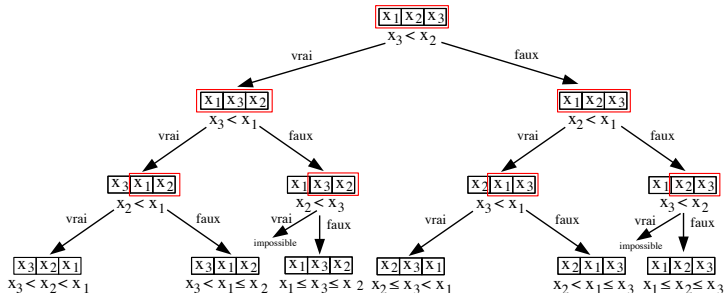 x1 x2 x3
x3 < x2
vrai faux
x1 x3 x2 x1 x2 x3
x3 < x1 x2 < x1
vrai faux vrai faux
x3 x1 x2 x1 x3 x2 x2 x1 x3 x1 x2 x3
x2 < x1 x2 < x3 x3 < x1 x3 < x2
vrai faux vrai faux vrai faux vrai faux
impossible impossible
x3 x2 x1 x3 x1 x2 x1 x3 x2 x2 x3 x1 x2 x1 x3 x1 x2 x3
x3 < x2 < x1 x3 < x1 ≤ x2 x1 ≤ x3 ≤ x2 x2 ≤ x3 < x1 x2 < x1 ≤ x3 x1 ≤ x2 ≤ x3